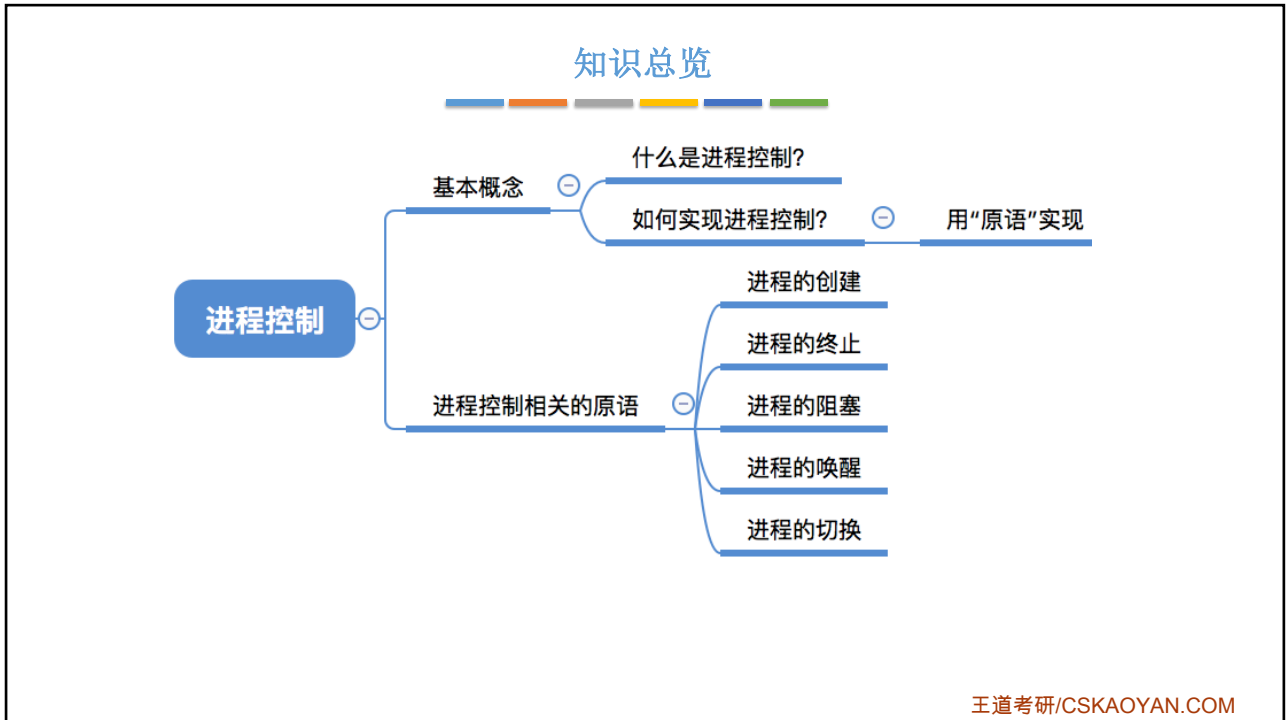 知识总览
什么是进程控制?
基本概念
如何实现进程控制?
用“原语”实现
进程控制
进程控制相关的原语
进程的创建
进程的终止
进程的阻塞
进程的唤醒
进程的切换
王道考研/CSKAOYAN.COM